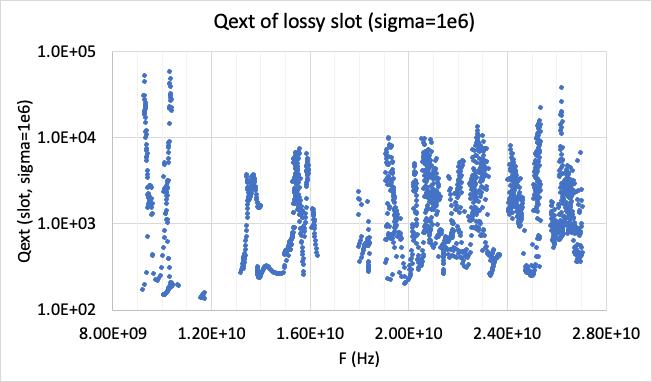 Qext of lossy slot (sigma=1e6)
Qext (slot, sigma=1e6)
1.0E+05
1.0E+04
1.0E+03
1.0E+02
8.00E+09 1.20E+10 1.60E+10 2.00E+10 2.40E+10 2.80E+10
F (Hz)